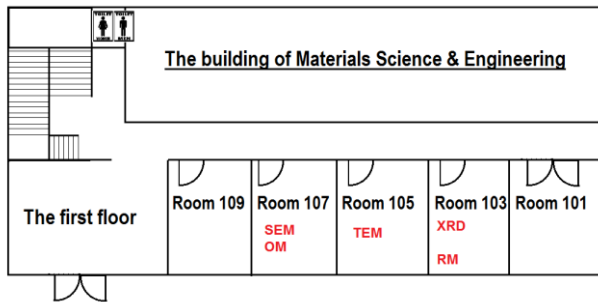 The building of Materials Science & Engineering
The first floor
Room 109
Room 107
SEM
OM
Room 105
TEM
Room 103
XRD
RM
Room 101